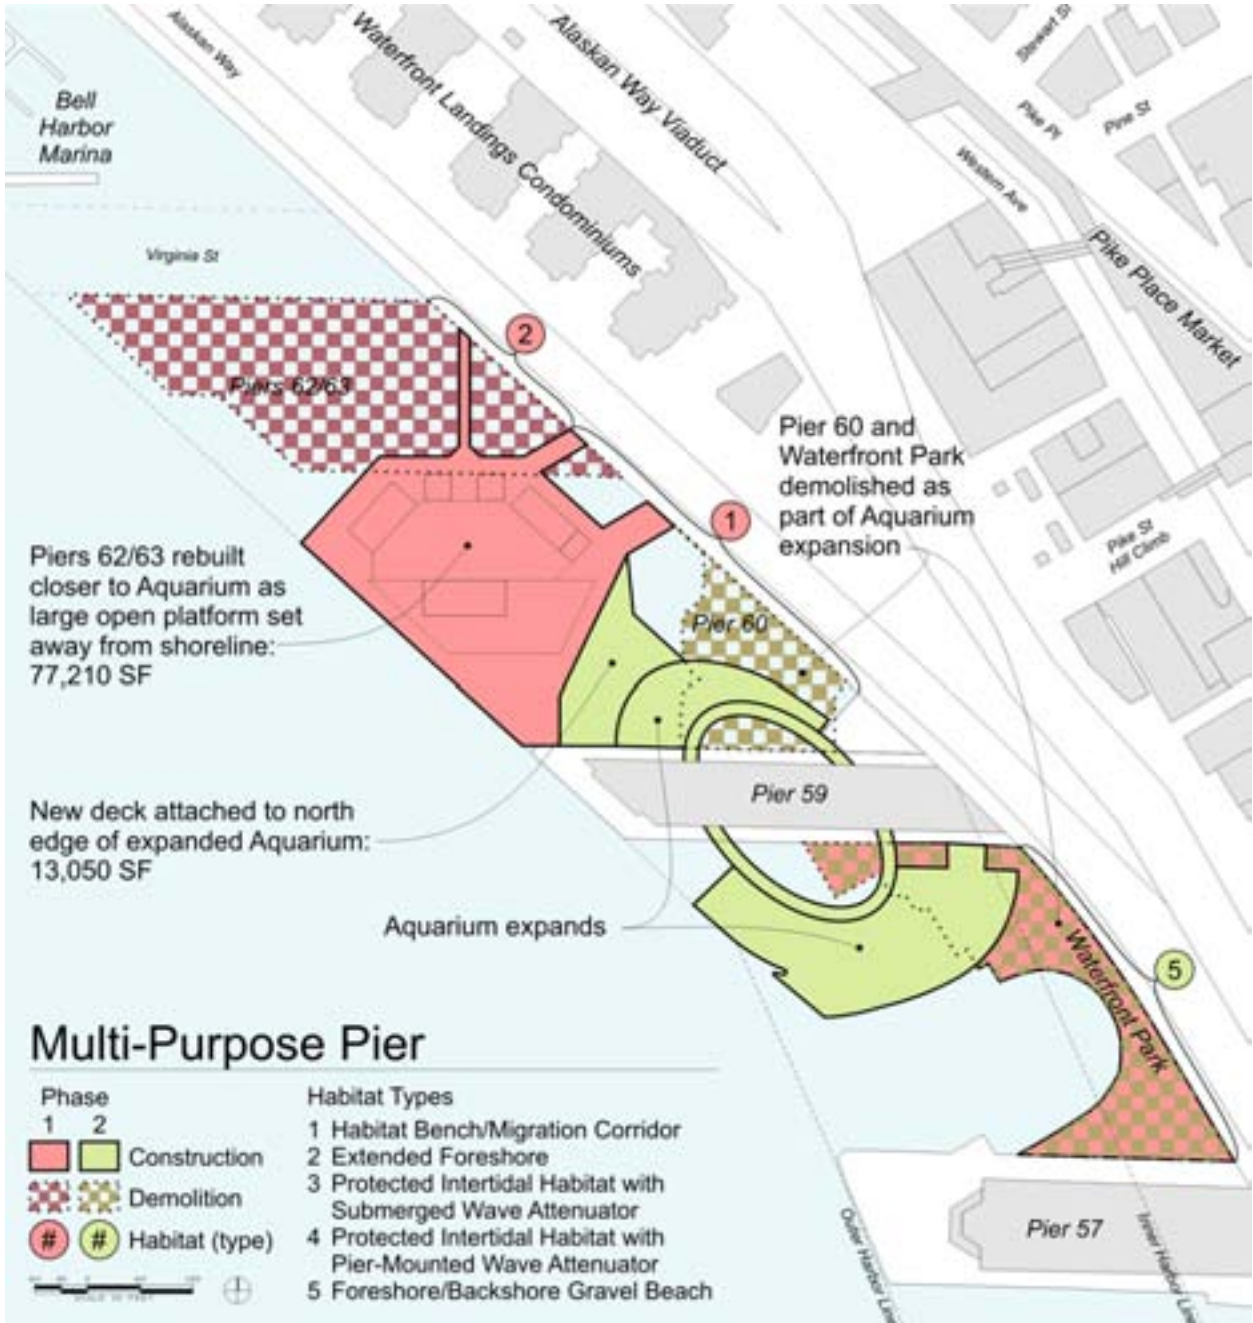 Bell
Harbor
Marina
Alaskan Way
Waterfront Landings Condominiums
Alaskan Way Viaduct
Stewart St
Pike Pl
Pine St
Western Ave
Pike Place Market
Virginia St
2
Piers 62/63
Pier 60 and
Waterfront Park
demolished as
part of Aquarium
expansion
1
Pike St
Hill Climb
Piers 62/63 rebuilt
closer to Aquarium as
large open platform set
away from shoreline:
77,210 SF
Pier 60
Pier 59
New deck attached to north
edge of expanded Aquarium:
13,050 SF
Aquarium expands
Waterfront Park
5
Multi-Purpose Pier
Phase
1 2
Construction
Demolition
# # Habitat (type)
SCALE IN FEET
Habitat Types
1 Habitat Bench/Migration Corridor
2 Extended Foreshore
3 Protected Intertidal Habitat with
Submerged Wave Attenuator
4 Protected Intertidal Habitat with
Pier-Mounted Wave Attenuator
5 Foreshore/Backshore Gravel Beach
Pier 57
Outer Harbor Line
Inner Harbor Line